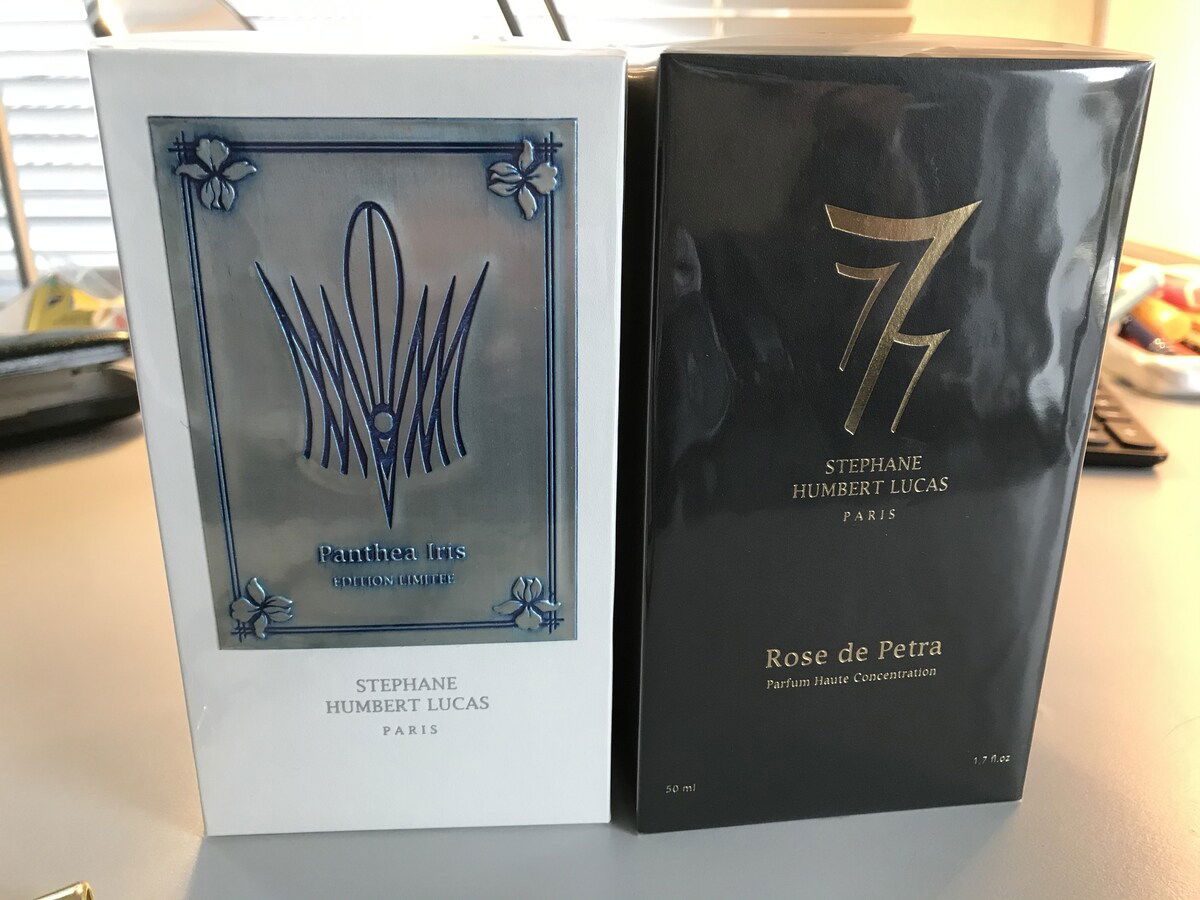 Panthea Iris
EDITION LIMITEE
STEPHANE
HUMBERT LUCAS
PARIS
77
STEPHANE
HUMBERT LUCAS
PARIS
Rose de Petra
Parfum Haute Concentration
50 ml
1.7 fl.oz